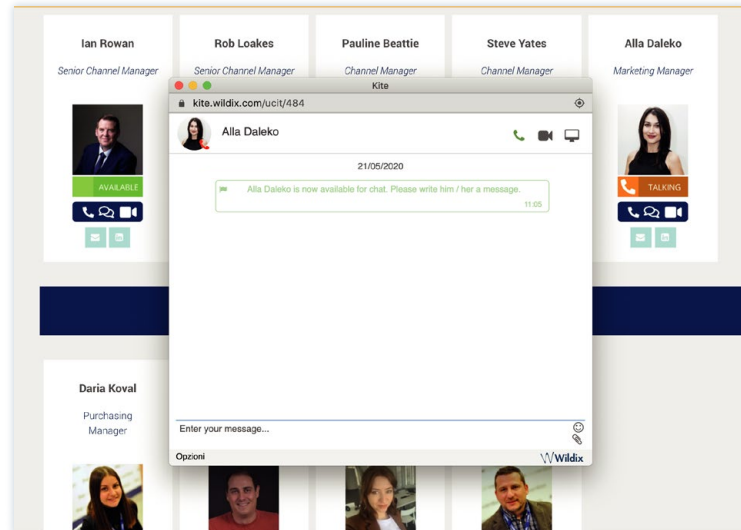 Ian Rowan
Rob Loakes
Pauline Beattie
Steve Yates
Alla Daleko
Senior Channel Manager
Senior Channel Manager
Channel Manager
Channel Manager
Marketing Manager
AVAILABLE
TALKING
Kite
kite.wildix.com/ucit/484
Alla Daleko
21/05/2020
Alla Daleko is now available for chat. Please write him / her a message.
11:05
Enter your message...
Opzioni
Wildix
Daria Koval
Purchasing
Manager